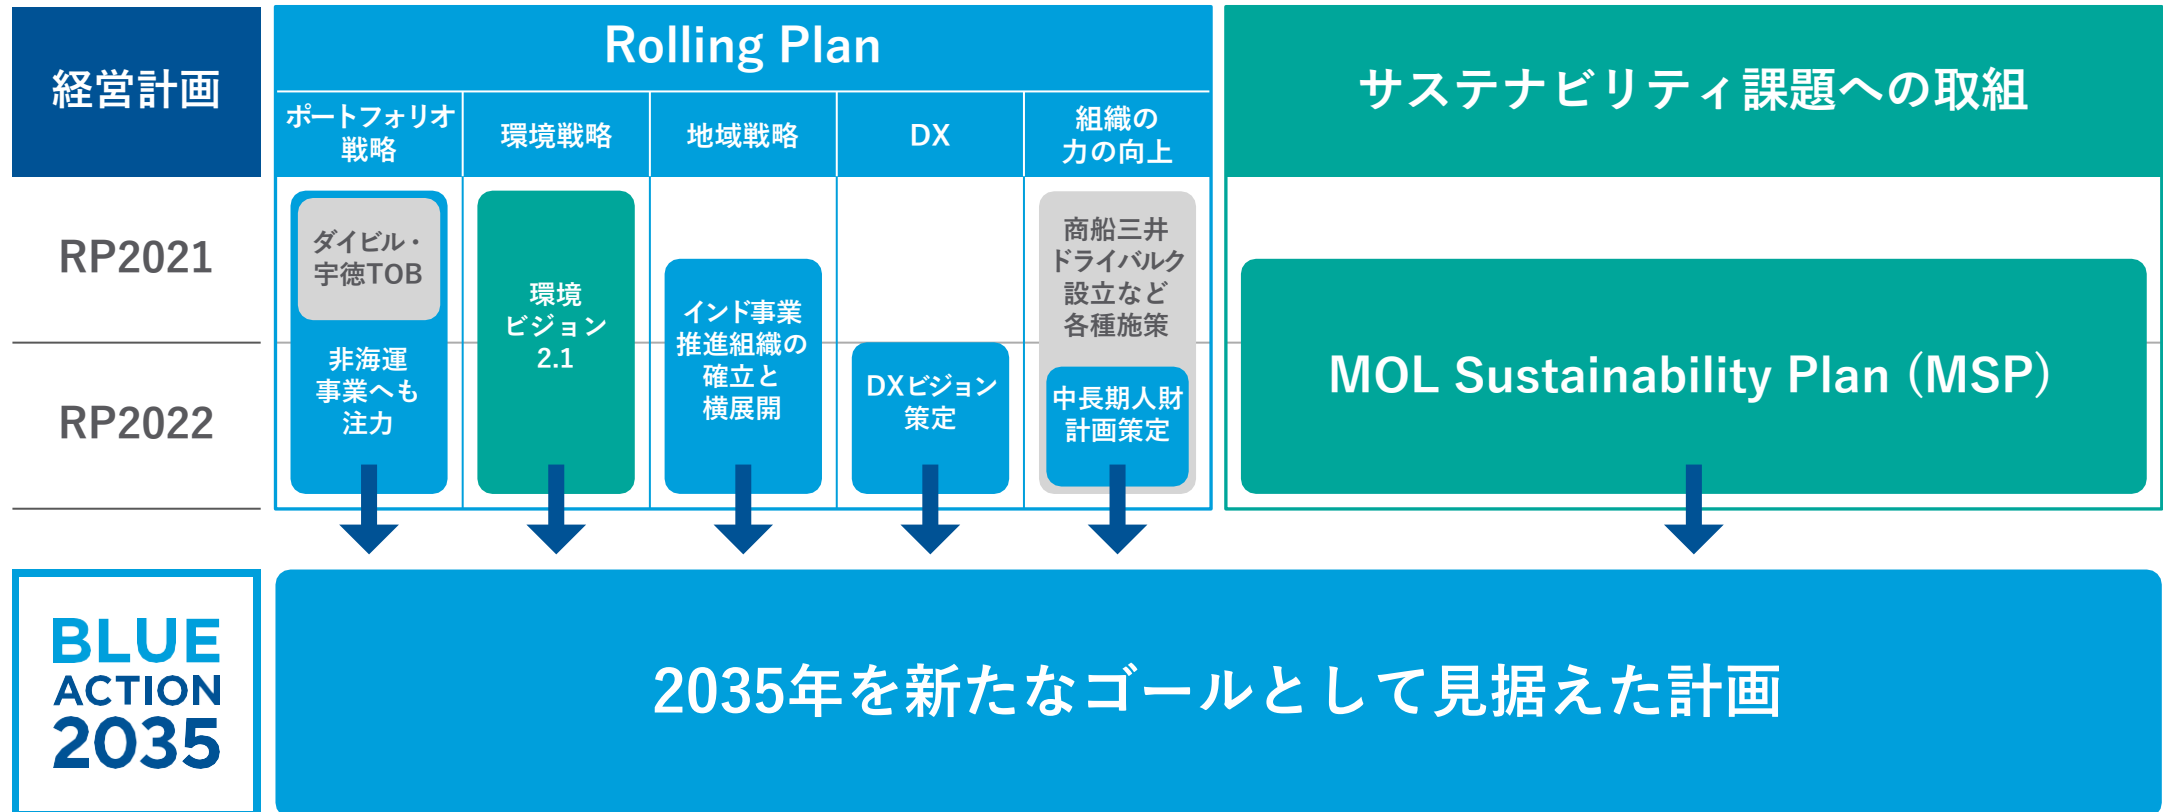 経営計画
Rolling Plan
サステナビリティ課題への取組
ポートフォリオ
戦略
環境戦略
地域戦略
DX
組織の
力の向上
RP2021
RP2022
ダイビル・
宇徳TOB
非海運
事業へも
注力
環境
ビジョン
2.1
インド事業
推進組織の
確立と
横展開
DXビジョン
策定
商船三井
ドライバルク
設立など
各種施策
中長期人財
計画策定
MOL Sustainability Plan (MSP)
BLUE
ACTION
2035
2035年を新たなゴールとして見据えた計画